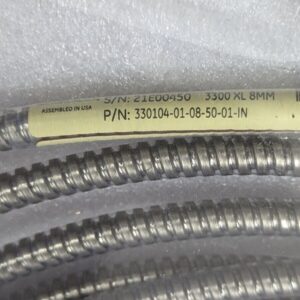 S/N: 21E00450 3300 XL 8MM
ASSEMBLED IN USA
P/N: 330104-01-08-50-01-IN